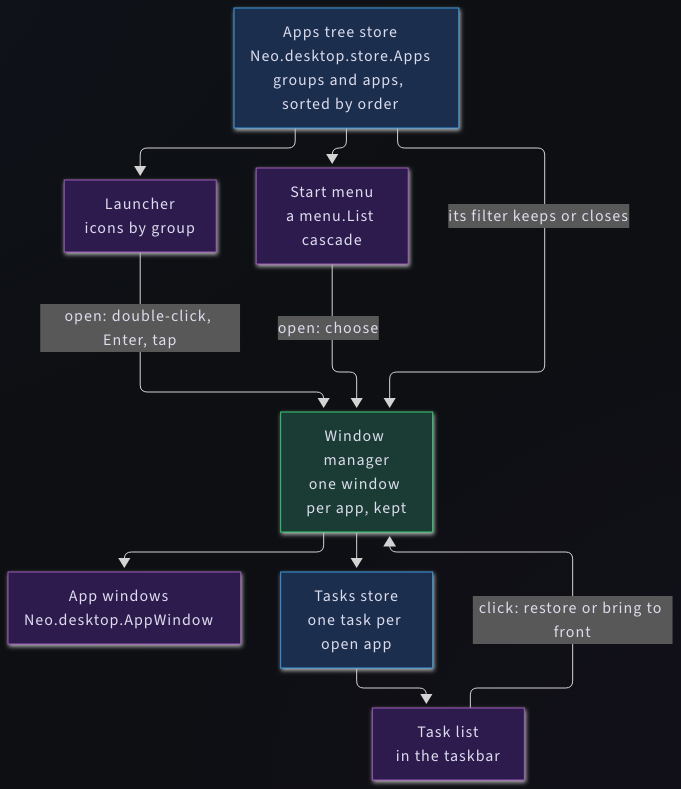 Apps tree store
Neo.desktop.store.Apps
groups and apps,
sorted by order
Launcher
icons by group
Start menu
a menu.List
cascade
its filter keeps or closes
open: double-click,
Enter, tap
open: choose
Window
manager
one window
per app, kept
App windows
Neo.desktop.AppWindow
Tasks store
one task per
open app
click: restore or bring to
front
Task list
in the taskbar